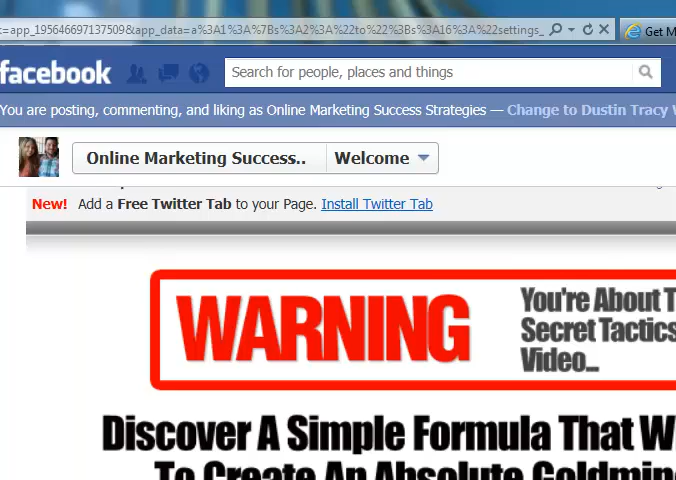 =app_195646697137509&app_data=a%3A1%3A%7Bs%3A2%3A%22to%22%3Bs%3A16%3A%22settings_
Get M
facebook
Search for people, places and things
You are posting, commenting, and liking as Online Marketing Success Strategies — Change to Dustin Tracy
Online Marketing Success..
Welcome
New! Add a Free Twitter Tab to your Page. Install Twitter Tab
WARNING
You're About T
Secret Tactics
Video...
Discover A Simple Formula That W
To Create An Absolute Goldmin